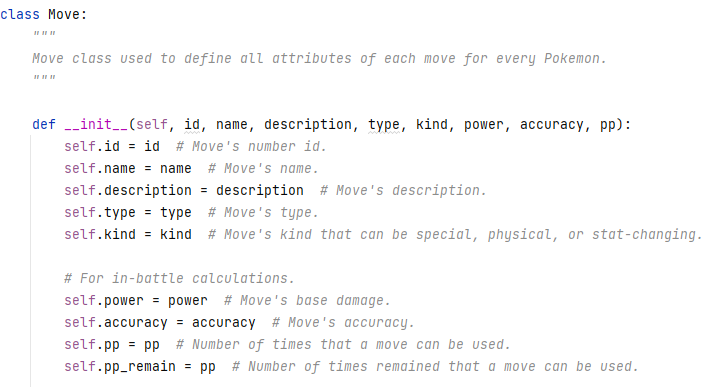 class Move:
    """
    Move class used to define all attributes of each move for every Pokemon.
    """

    def __init__(self, id, name, description, type, kind, power, accuracy, pp):
        self.id = id  # Move's number id.
        self.name = name  # Move's name.
        self.description = description  # Move's description.
        self.type = type  # Move's type.
        self.kind = kind  # Move's kind that can be special, physical, or stat-changing.

        # For in-battle calculations.
        self.power = power  # Move's base damage.
        self.accuracy = accuracy  # Move's accuracy.
        self.pp = pp  # Number of times that a move can be used.
        self.pp_remain = pp  # Number of times remained that a move can be used.